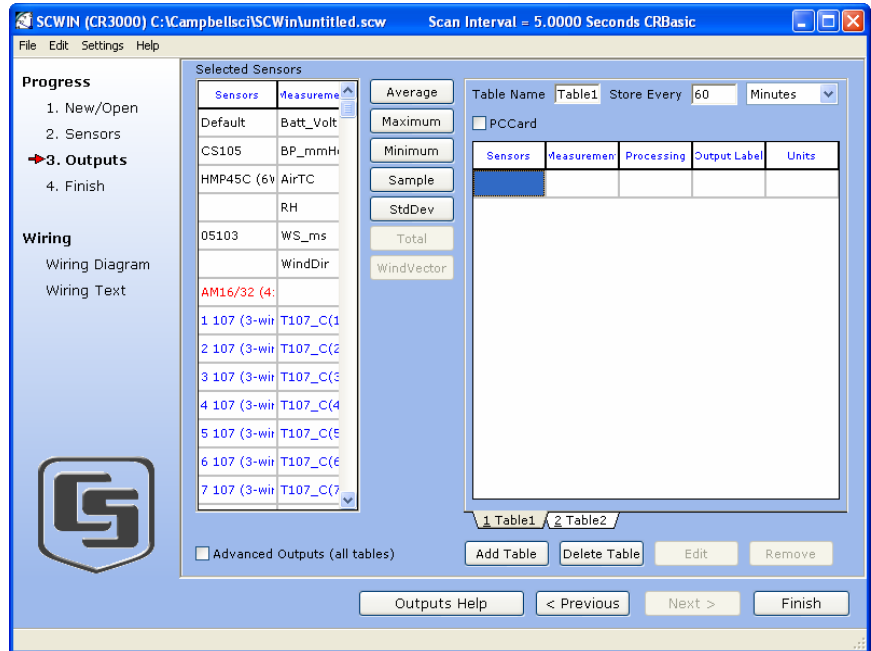 SCWIN (CR3000) C:\Campbellsci\SCWin\untitled.scw Scan Interval = 5.0000 Seconds CRBasic
File Edit Settings Help
Progress
1. New/Open
2. Sensors
3. Outputs
4. Finish
Wiring
Wiring Diagram
Wiring Text
Selected Sensors
Sensors Measureme
Default Batt_Volt
CS105 BP_mmH
HMP45C (6V AirTC
RH
05103 WS_ms
WindDir
AM16/32 (4:
1 107 (3-wir T107_C(1
2 107 (3-wir T107_C(2
3 107 (3-wir T107_C(3
4 107 (3-wir T107_C(4
5 107 (3-wir T107_C(5
6 107 (3-wir T107_C(6
7 107 (3-wir T107_C(7
Advanced Outputs (all tables)
Average
Maximum
Minimum
Sample
StdDev
Total
WindVector
Table Name Table1 Store Every 60 Minutes
PCCard
Sensors Measuremen Processing Output Label Units
1 Table1 2 Table2
Add Table Delete Table Edit Remove
Outputs Help < Previous Next > Finish